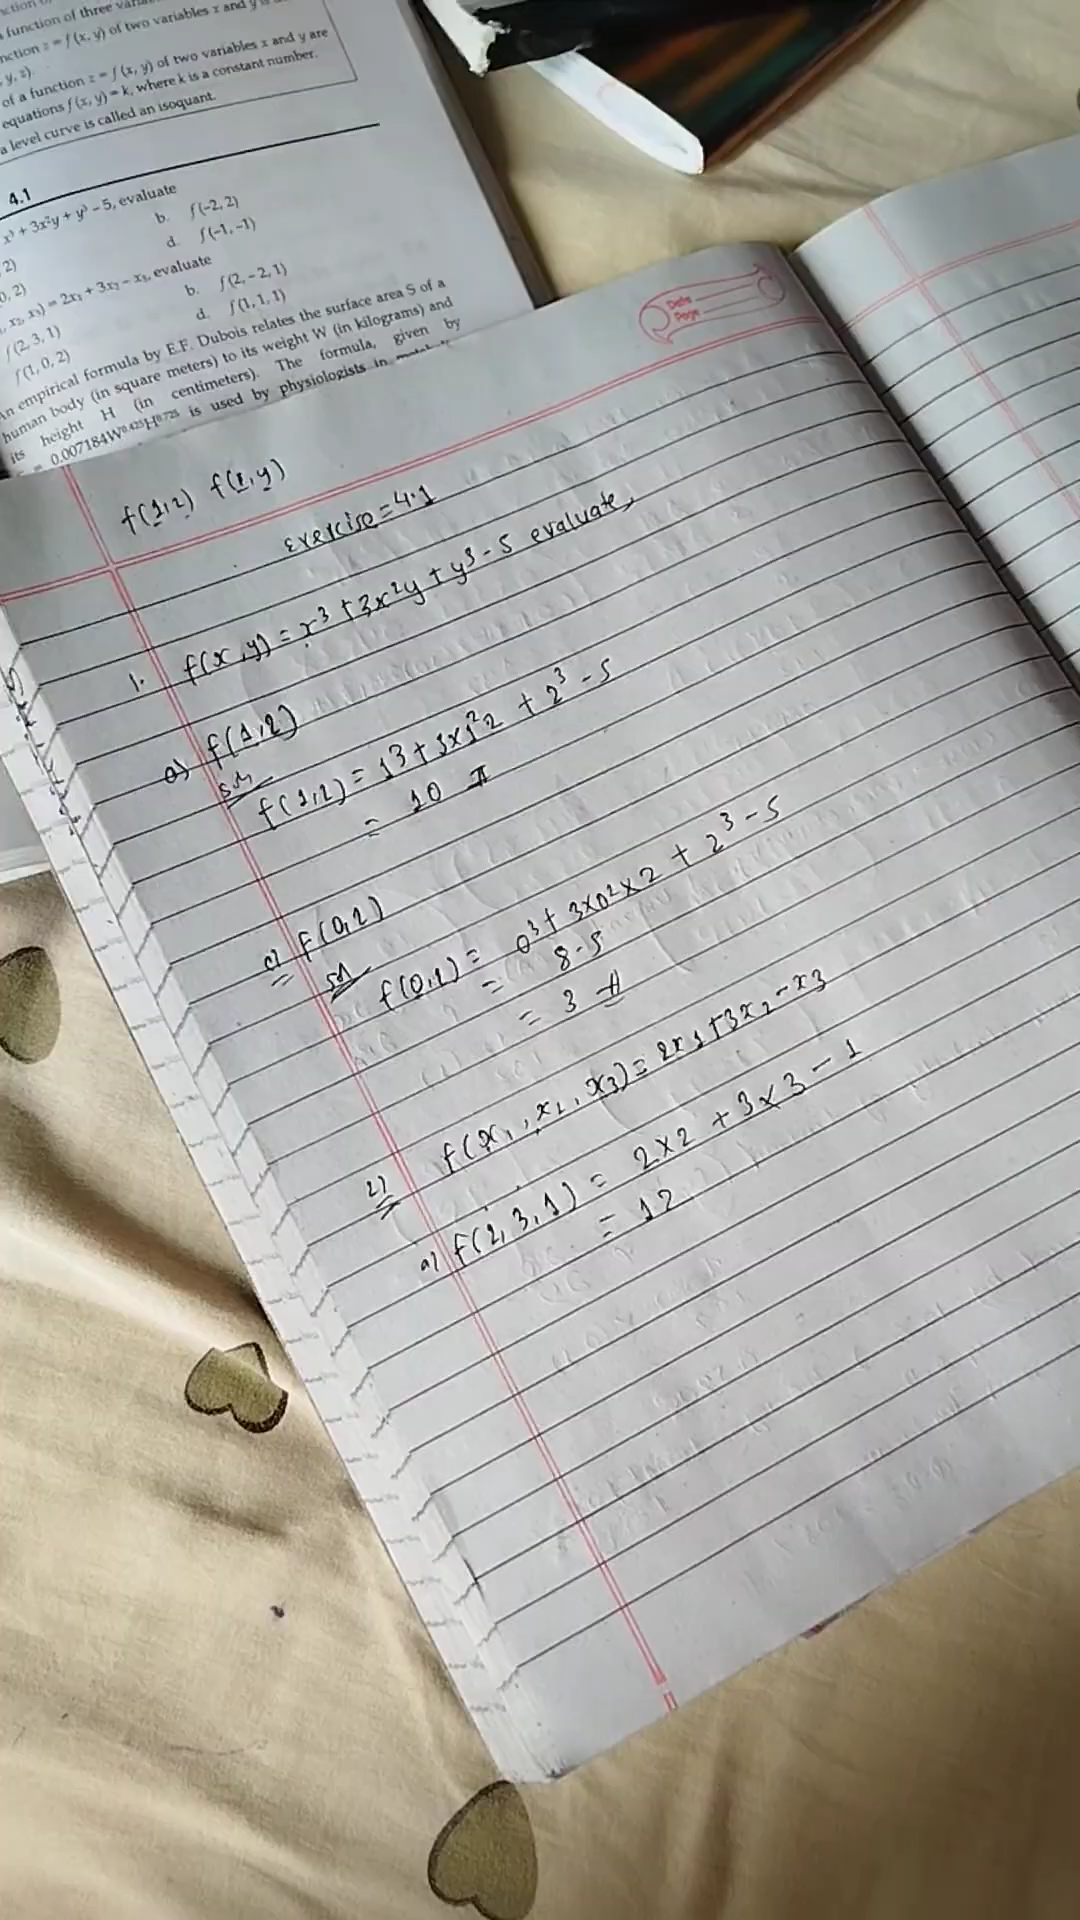 function of three
nction z = f(x, y) of two variables x and y
, y, z).
of a function z = f(x, y) of two variables x and y are
equations f(x, y) = k, where k is a constant number.
a level curve is called an isoquant.
4.1
x³ + 3x²y + y³ – 5, evaluate
2)
b. f(–2, 2)
0, 2)
d. f(–1, –1)
, x₂, x₃) = 2x₁ + 3x₂ – x₃, evaluate
f(2, 3, 1)
b. f(2, – 2, 1)
f(1, 0, 2)
d. f(1, 1, 1)
An empirical formula by E.F. Dubois relates the surface area S of a
human body (in square meters) to its weight W (in kilograms) and
its height H (in centimeters). The formula, given by
= 0.007184W⁰·⁴²⁵H⁰·⁷²⁵ is used by physiologists in
Date
Page
f(1,2) f(x,y)
exercise = 4.1
1. f(x,y) = x³ + 3x²y + y³ - 5 evaluate,
a) f(1,2)
soln
f(1,2) = 1³ + 3x1²2 + 2³ - 5
= 10
c) f(0,2)
soln
f(0,2) = 0³ + 3x0²x2 + 2³ - 5
= 8 - 5
= 3
2) f(x₁, x₂, x₃) = 2x1 + 3x2 - x3
a) f(2,3,1) = 2x2 + 3x3 - 1
= 12